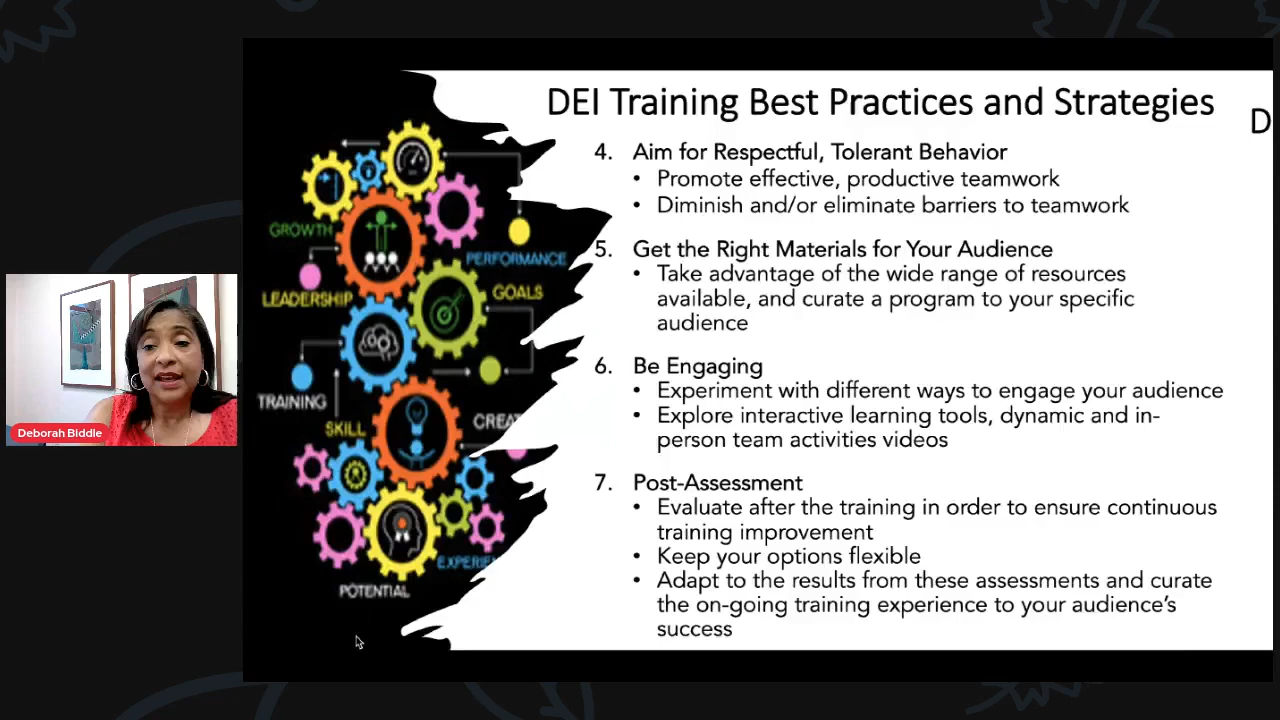 DEI Training Best Practices and Strategies
D
4. Aim for Respectful, Tolerant Behavior
• Promote effective, productive teamwork
• Diminish and/or eliminate barriers to teamwork
5. Get the Right Materials for Your Audience
• Take advantage of the wide range of resources
available, and curate a program to your specific
audience
6. Be Engaging
• Experiment with different ways to engage your audience
• Explore interactive learning tools, dynamic and in-
person team activities videos
7. Post-Assessment
• Evaluate after the training in order to ensure continuous
training improvement
• Keep your options flexible
• Adapt to the results from these assessments and curate
the on-going training experience to your audience's
success
GROWTH
PERFORMANCE
LEADERSHIP
GOALS
TRAINING
SKILL
POTENTIAL
Deborah Biddle